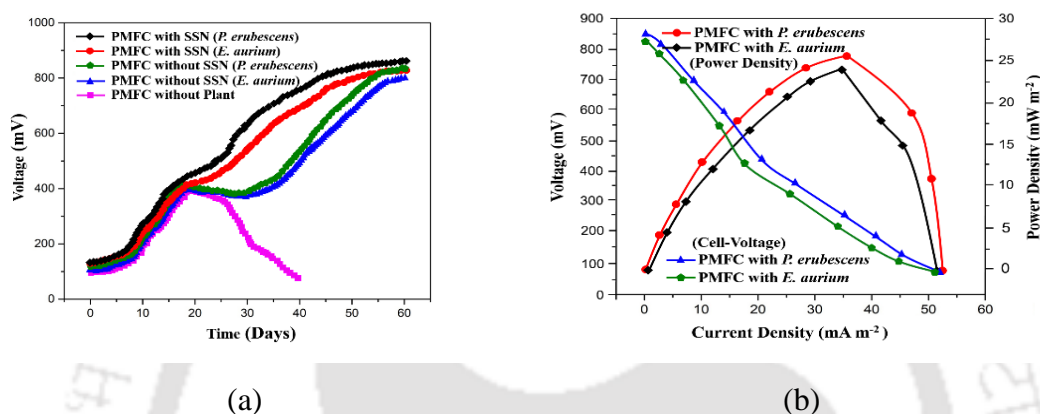 1000
800
600
400
200
0
Voltage (mV)
PMFC with SSN (P. erubescens)
PMFC with SSN (E. aurium)
PMFC without SSN (P. erubescens)
PMFC without SSN (E. aurium)
PMFC without Plant
0 10 20 30 40 50 60
Time (Days)
(a)
900
850
800
700
600
500
400
300
200
100
0
Voltage (mV)
PMFC with P. erubescens
PMFC with E. aurium
(Power Density)
(Cell-Voltage)
PMFC with P. erubescens
PMFC with E. aurium
30
25
20
15
10
5
0
Power Density (mW m-2)
0 10 20 30 40 50 60
Current Density (mA m-2)
(b)